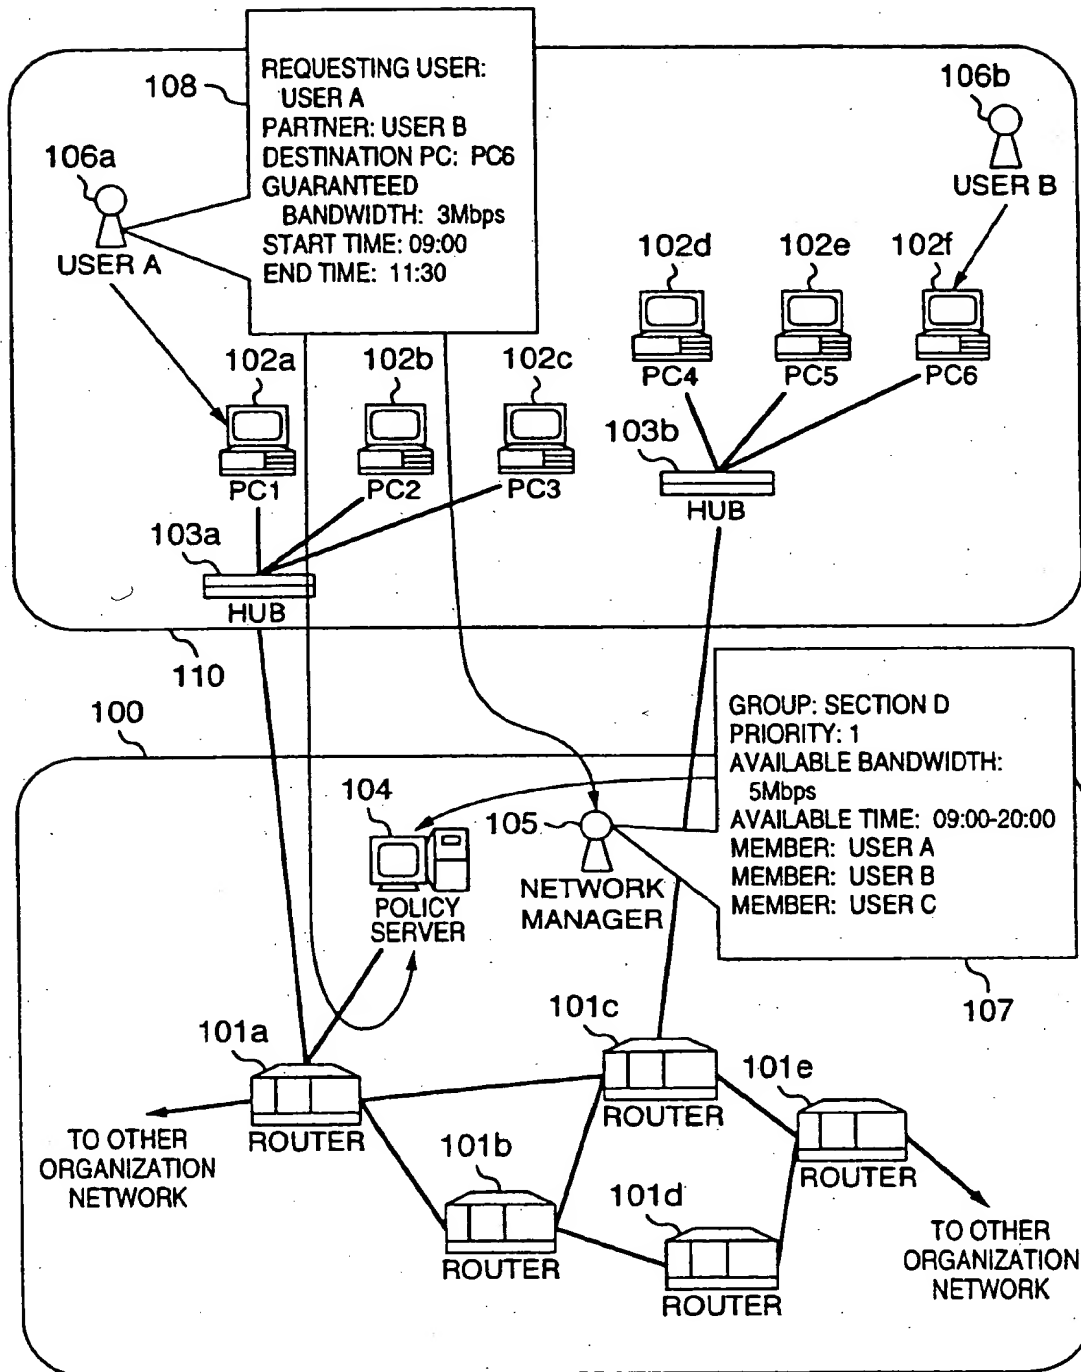 REQUESTING USER:
USER A
PARTNER: USER B
DESTINATION PC: PC6
GUARANTEED
BANDWIDTH: 3Mbps
START TIME: 09:00
END TIME: 11:30
108
106a
USER A
106b
USER B
102d
102e
102f
PC4
PC5
PC6
102a
102b
102c
PC1
PC2
PC3
103b
HUB
103a
HUB
110
100
GROUP: SECTION D
PRIORITY: 1
AVAILABLE BANDWIDTH:
5Mbps
AVAILABLE TIME: 09:00-20:00
MEMBER: USER A
MEMBER: USER B
MEMBER: USER C
107
104
POLICY
SERVER
105
NETWORK
MANAGER
101a
ROUTER
101c
ROUTER
101e
ROUTER
101b
ROUTER
101d
ROUTER
TO OTHER
ORGANIZATION
NETWORK
TO OTHER
ORGANIZATION
NETWORK